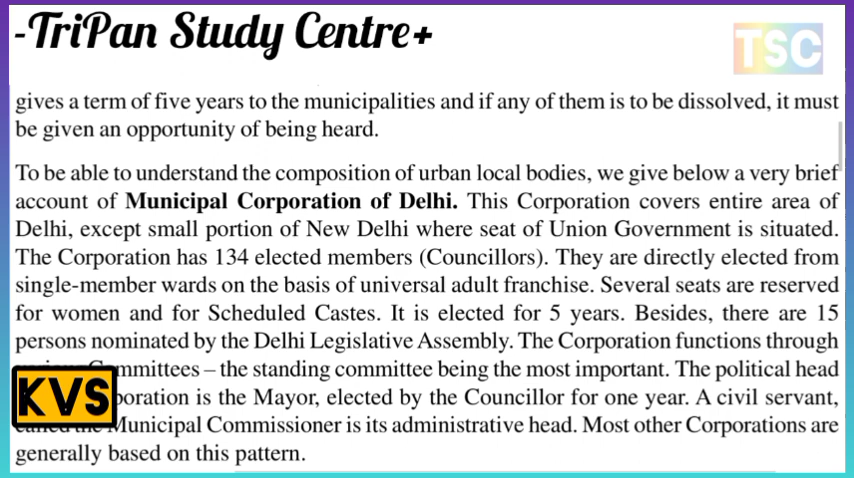 -TriPan Study Centre+
TSC
gives a term of five years to the municipalities and if any of them is to be dissolved, it must
be given an opportunity of being heard.
To be able to understand the composition of urban local bodies, we give below a very brief
account of Municipal Corporation of Delhi. This Corporation covers entire area of
Delhi, except small portion of New Delhi where seat of Union Government is situated.
The Corporation has 134 elected members (Councillors). They are directly elected from
single-member wards on the basis of universal adult franchise. Several seats are reserved
for women and for Scheduled Castes. It is elected for 5 years. Besides, there are 15
persons nominated by the Delhi Legislative Assembly. The Corporation functions through
mmittees – the standing committee being the most important. The political head
KVS
poration is the Mayor, elected by the Councillor for one year. A civil servant,
Municipal Commissioner is its administrative head. Most other Corporations are
generally based on this pattern.